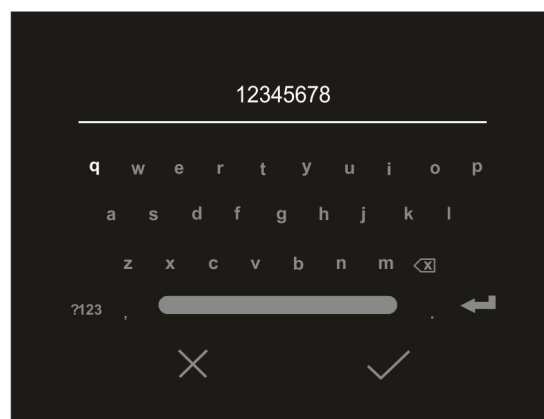 12345678
q w e r t y u i o p
a s d f g h j k l
z x c v b n m
?123 , .